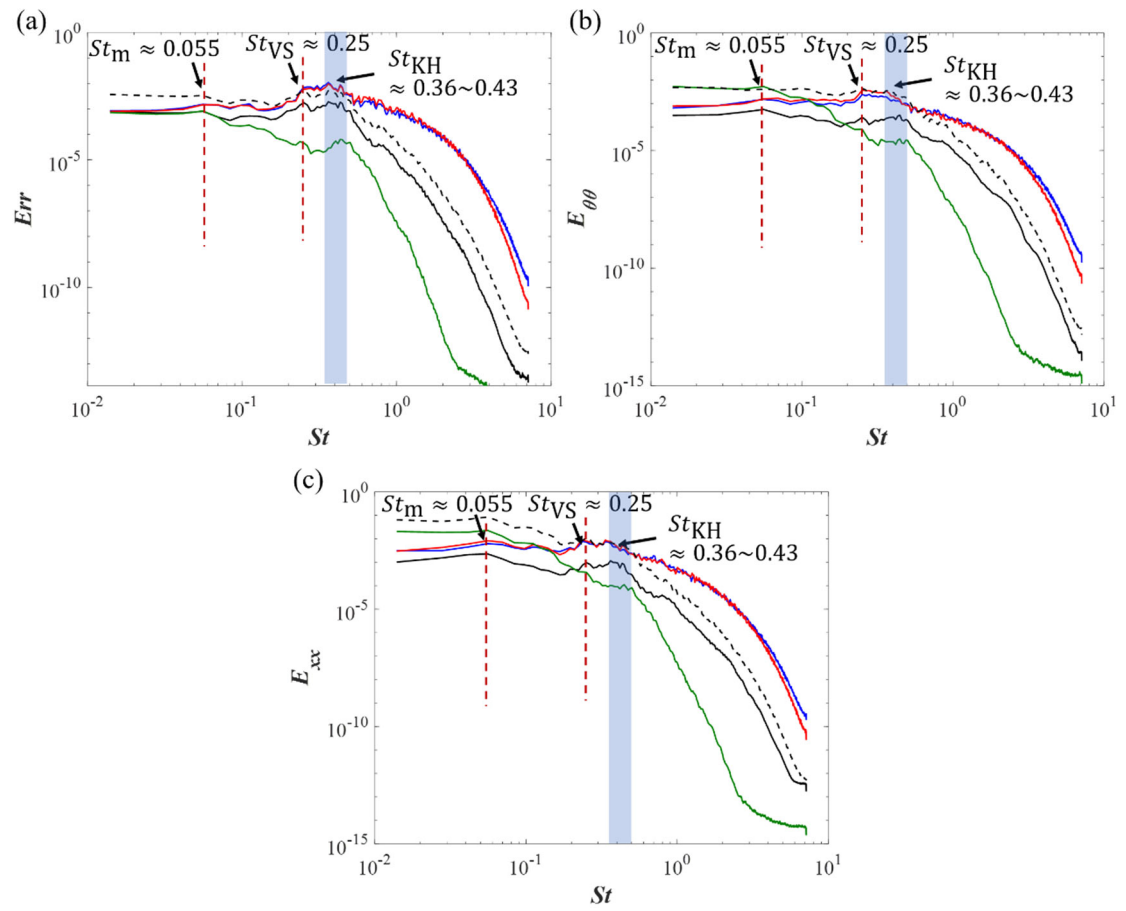 (a)
10^0
St_m ≈ 0.055
St_VS ≈ 0.25
St_KH
≈ 0.36~0.43
10^-5
Err
10^-10
10^-2
10^-1
10^0
10^1
St
(b)
10^0
St_m ≈ 0.055
St_VS ≈ 0.25
St_KH
≈ 0.36~0.43
10^-5
E_θθ
10^-10
10^-15
10^-2
10^-1
10^0
10^1
St
(c)
10^0
St_m ≈ 0.055
St_VS ≈ 0.25
St_KH
≈ 0.36~0.43
10^-5
E_xx
10^-10
10^-15
10^-2
10^-1
10^0
10^1
St